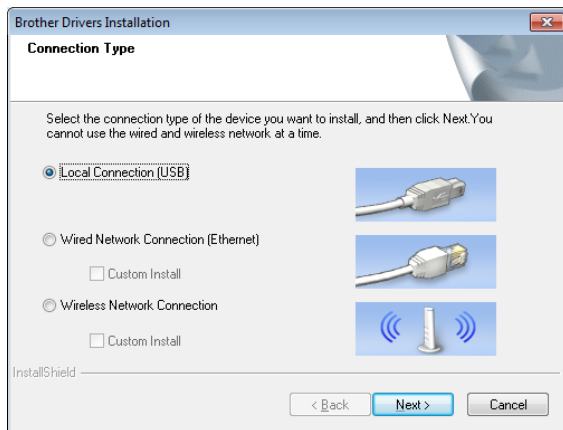 Brother Drivers Installation
Connection Type
Select the connection type of the device you want to install, and then click Next.You
cannot use the wired and wireless network at a time.
Local Connection (USB)
Wired Network Connection (Ethernet)
Custom Install
Wireless Network Connection
Custom Install
InstallShield
< Back Next > Cancel